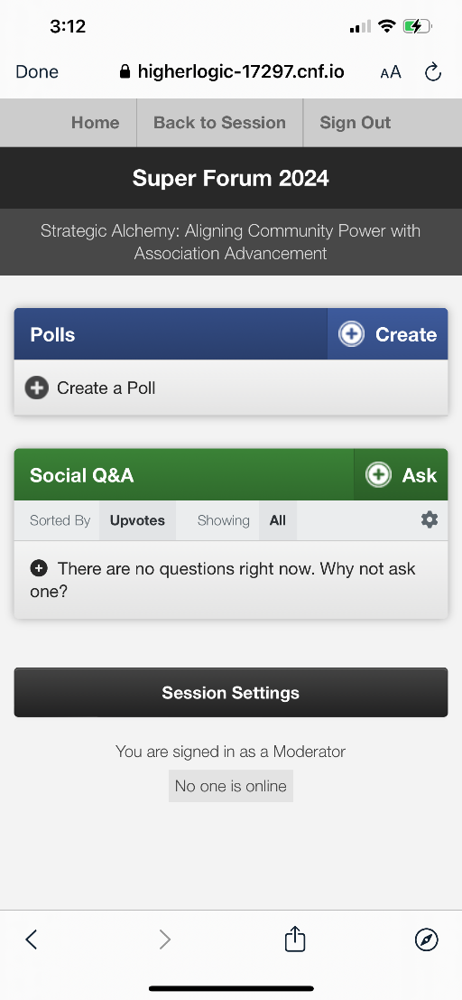 3:12
Done
higherlogic-17297.cnf.io
AA
Home
Back to Session
Sign Out
Super Forum 2024
Strategic Alchemy: Aligning Community Power with
Association Advancement
Polls
Create
Create a Poll
Social Q&A
Ask
Sorted By
Upvotes
Showing
All
There are no questions right now. Why not ask
one?
Session Settings
You are signed in as a Moderator
No one is online